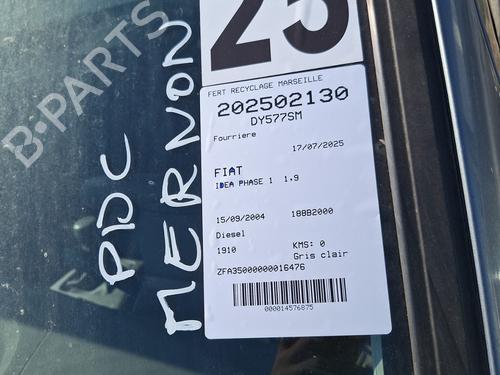 25
FERT RECYCLAGE MARSEILLE
202502130
DY577SM
Fourriere
17/07/2025
FIAT
IDEA PHASE 1 1.9
15/09/2004 188B2000
Diesel
1910 KMS: 0
Gris clair
ZFA35000000016476
000014576875
PDC
MERNON
B-PARTS